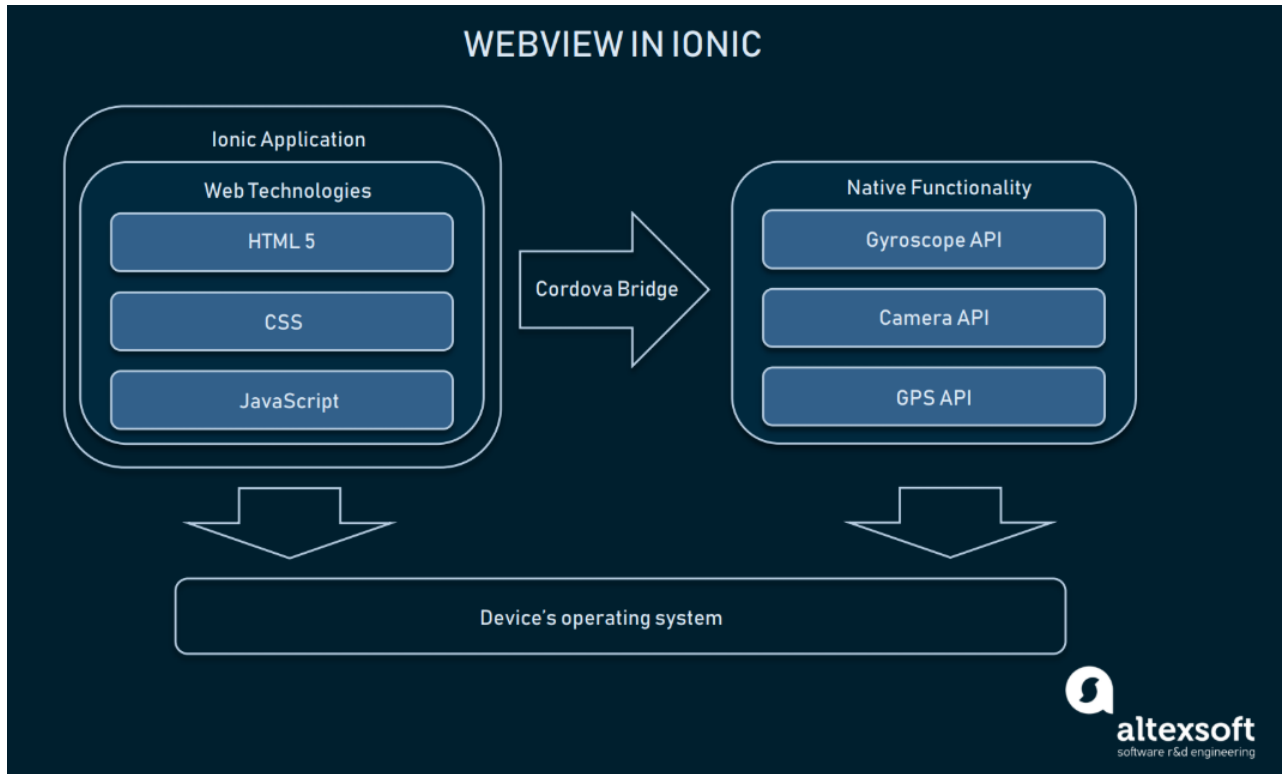 WEBVIEW IN IONIC
Ionic Application
Web Technologies
HTML 5
CSS
JavaScript
Cordova Bridge
Native Functionality
Gyroscope API
Camera API
GPS API
Device's operating system
altexsoft
software r&d engineering